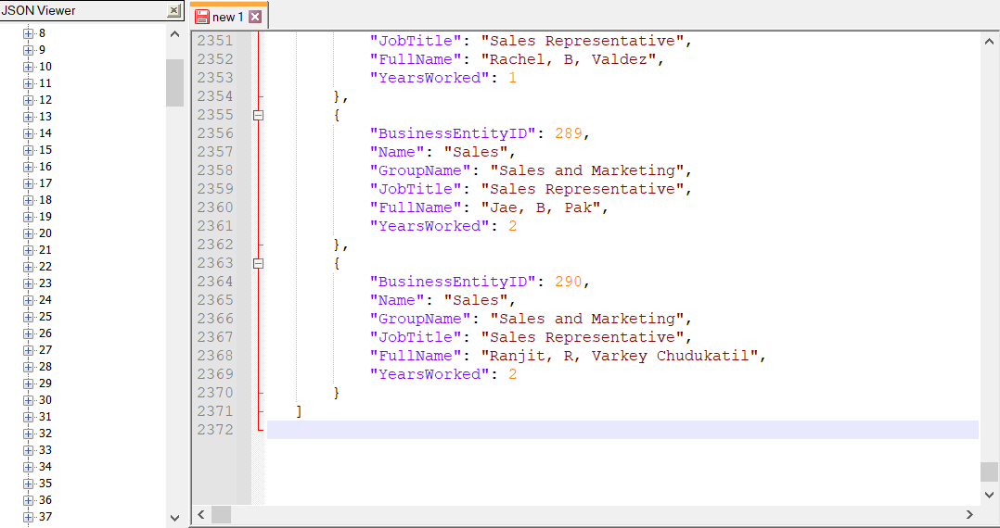 JSON Viewer
8
9
10
11
12
13
14
15
16
17
18
19
20
21
22
23
24
25
26
27
28
29
30
31
32
33
34
35
36
37
new 1
2351 "JobTitle": "Sales Representative",
2352 "FullName": "Rachel, B, Valdez",
2353 "YearsWorked": 1
2354 },
2355 {
2356 "BusinessEntityID": 289,
2357 "Name": "Sales",
2358 "GroupName": "Sales and Marketing",
2359 "JobTitle": "Sales Representative",
2360 "FullName": "Jae, B, Pak",
2361 "YearsWorked": 2
2362 },
2363 {
2364 "BusinessEntityID": 290,
2365 "Name": "Sales",
2366 "GroupName": "Sales and Marketing",
2367 "JobTitle": "Sales Representative",
2368 "FullName": "Ranjit, R, Varkey Chudukatil",
2369 "YearsWorked": 2
2370 }
2371 ]
2372